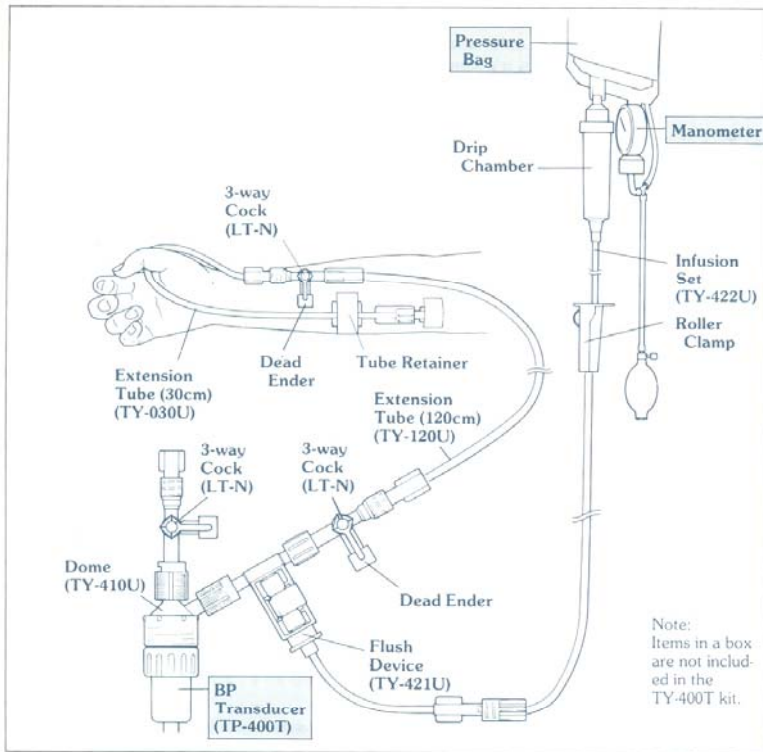 Pressure
Bag
Manometer
Drip
Chamber
3-way
Cock
(LT-N)
Infusion
Set
(TY-422U)
Roller
Clamp
Dead
Ender
Tube Retainer
Extension
Tube (30cm)
(TY-030U)
Extension
Tube (120cm)
(TY-120U)
3-way
Cock
(LT-N)
3-way
Cock
(LT-N)
Dome
(TY-410U)
Dead Ender
Flush
Device
(TY-421U)
BP
Transducer
(TP-400T)
Note:
Items in a box
are not includ-
ed in the
TY-400T kit.